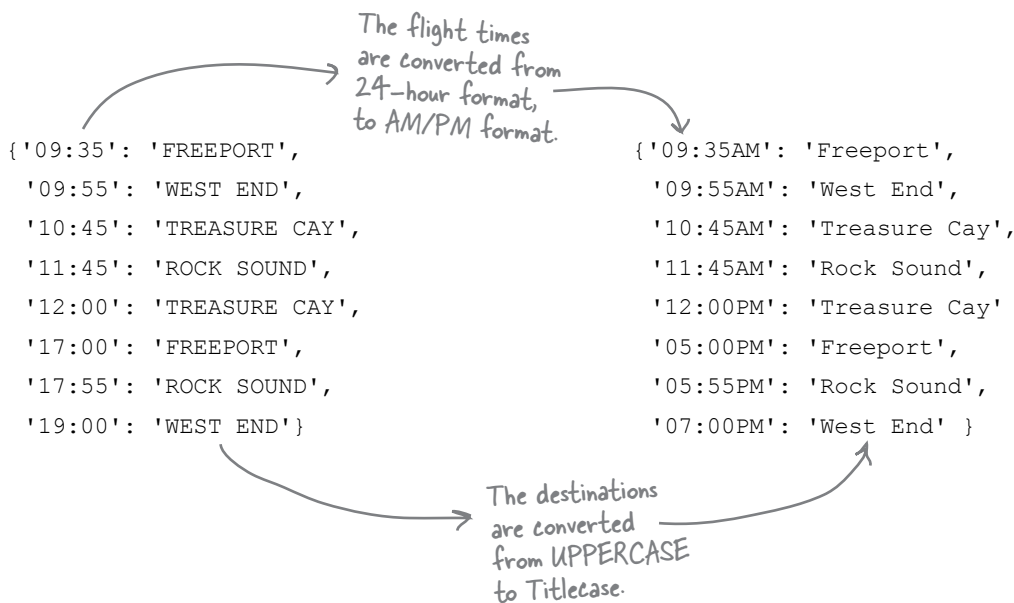 The flight times
are converted from
24-hour format,
to AM/PM format.
{'09:35': 'FREEPORT',
'09:55': 'WEST END',
'10:45': 'TREASURE CAY',
'11:45': 'ROCK SOUND',
'12:00': 'TREASURE CAY',
'17:00': 'FREEPORT',
'17:55': 'ROCK SOUND',
'19:00': 'WEST END'}
{'09:35AM': 'Freeport',
'09:55AM': 'West End',
'10:45AM': 'Treasure Cay',
'11:45AM': 'Rock Sound',
'12:00PM': 'Treasure Cay'
'05:00PM': 'Freeport',
'05:55PM': 'Rock Sound',
'07:00PM': 'West End' }
The destinations
are converted
from UPPERCASE
to Titlecase.